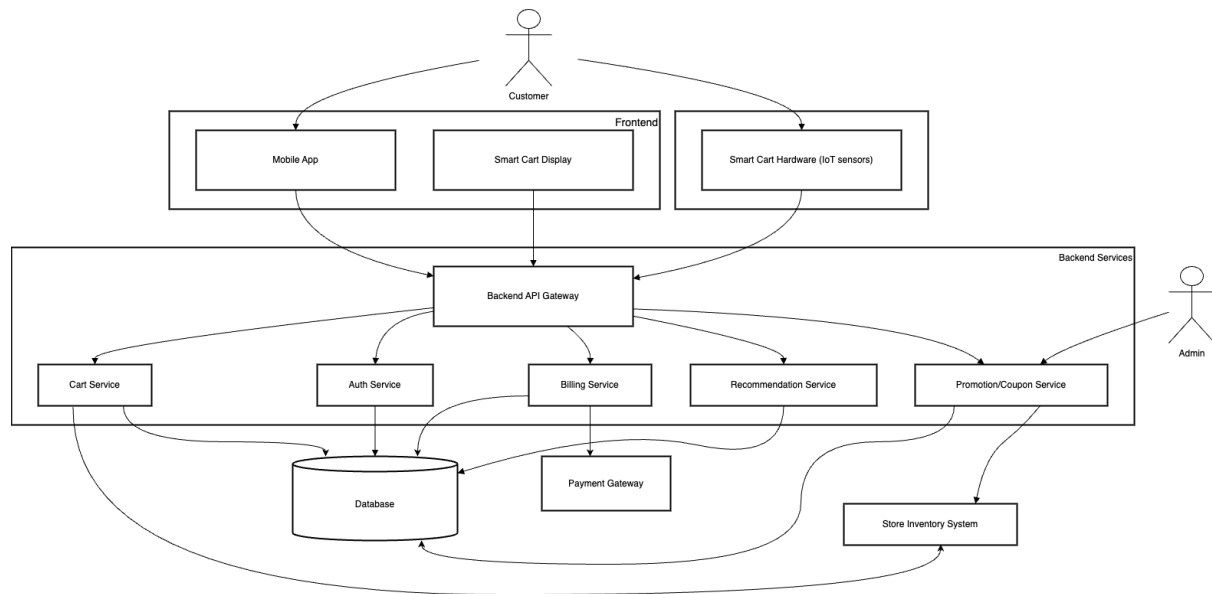 Customer
Frontend
Mobile App
Smart Cart Display
Smart Cart Hardware (IoT sensors)
Backend Services
Backend API Gateway
Admin
Cart Service
Auth Service
Billing Service
Recommendation Service
Promotion/Coupon Service
Database
Payment Gateway
Store Inventory System